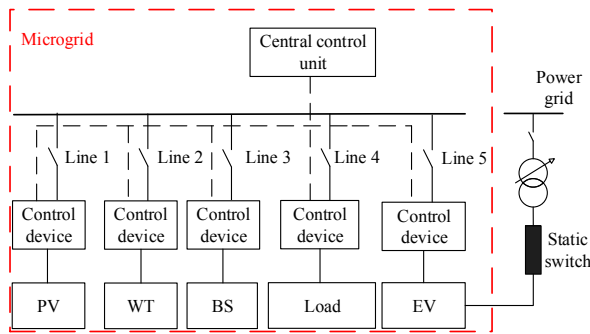 Microgrid
Central control
unit
Power
grid
Line 1
Line 2
Line 3
Line 4
Line 5
Control
device
Control
device
Control
device
Control
device
Control
device
Static
switch
PV
WT
BS
Load
EV